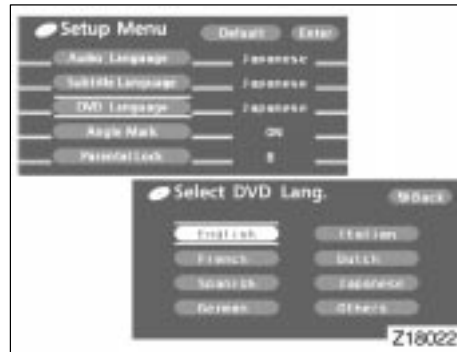 Setup Menu Default Enter
Audio Language Japanese
Subtitle Language Japanese
DVD Language Japanese
Angle Mark ON
Parental Lock 8
Select DVD Lang. Back
English Italian
French Dutch
Spanish Japanese
German Others
Z18022